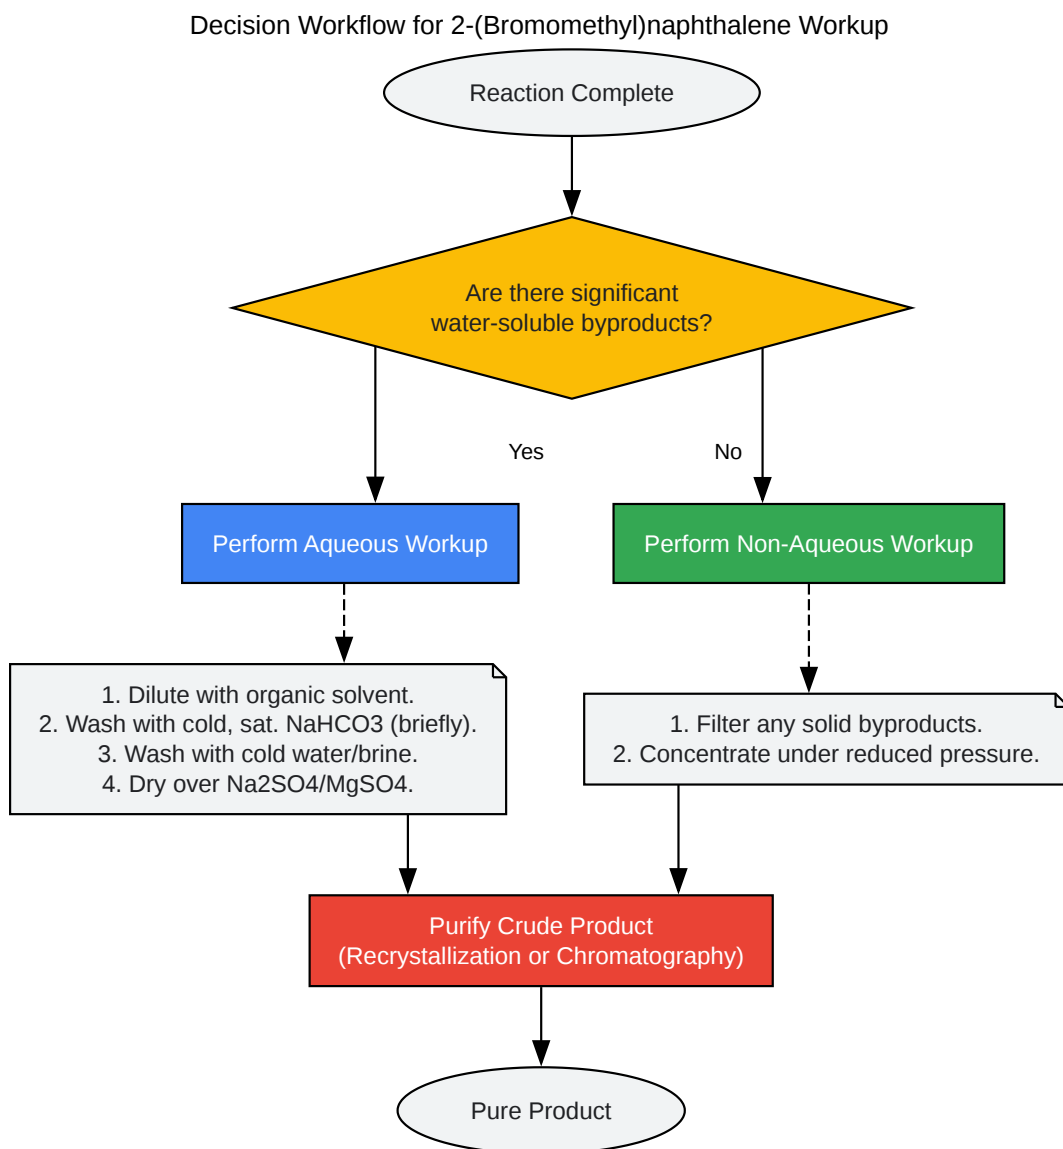 Decision Workflow for 2-(Bromomethyl)naphthalene Workup
Reaction Complete
Are there significant
water-soluble byproducts?
Yes
No
Perform Aqueous Workup
Perform Non-Aqueous Workup
1. Dilute with organic solvent.
2. Wash with cold, sat. NaHCO3 (briefly).
3. Wash with cold water/brine.
4. Dry over Na2SO4/MgSO4.
1. Filter any solid byproducts.
2. Concentrate under reduced pressure.
Purify Crude Product
(Recrystallization or Chromatography)
Pure Product